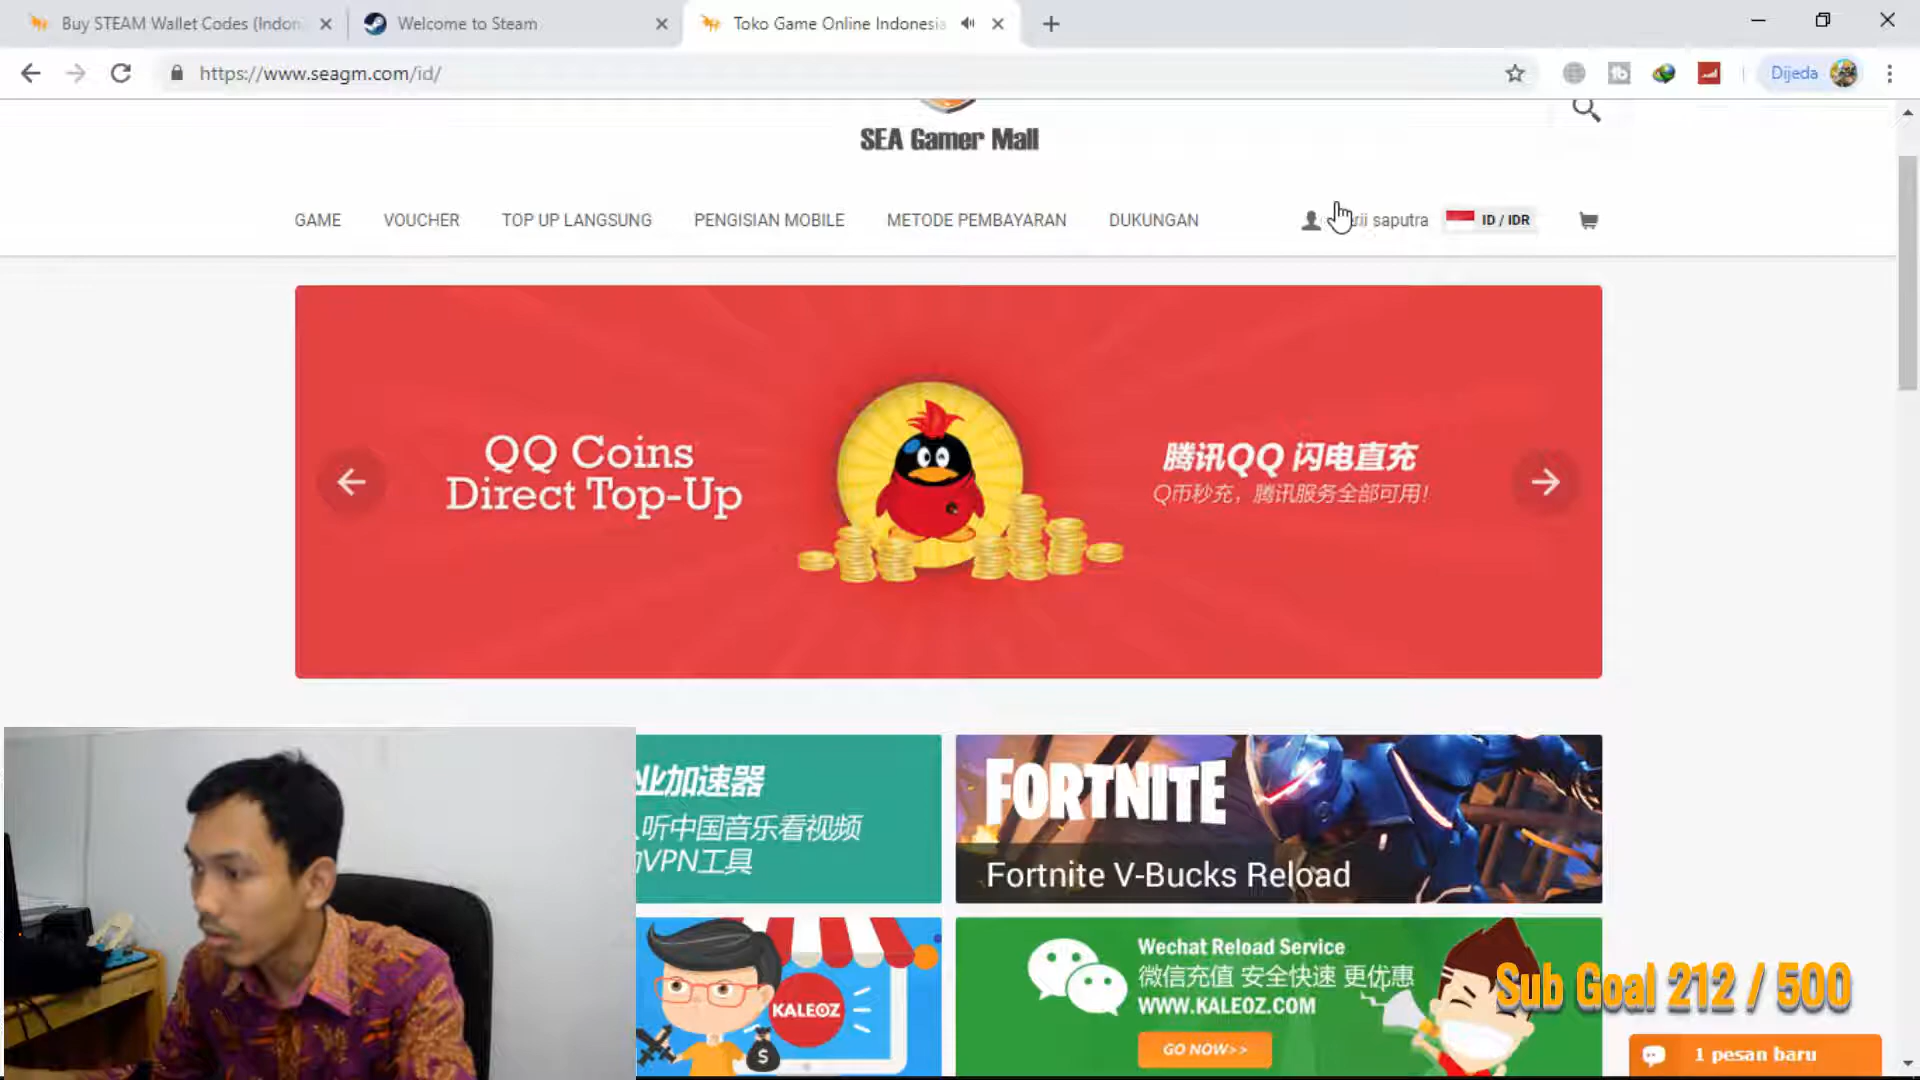 Buy STEAM Wallet Codes (Indon
Welcome to Steam
Toko Game Online Indonesia
https://www.seagm.com/id/
Dijeda
SEA Gamer Mall
GAME
VOUCHER
TOP UP LANGSUNG
PENGISIAN MOBILE
METODE PEMBAYARAN
DUKUNGAN
saputra
ID / IDR
QQ Coins
Direct Top-Up
腾讯QQ 闪电直充
Q币秒充，腾讯服务全部可用！
业加速器
听中国音乐看视频
VPN工具
FORTNITE
Fortnite V-Bucks Reload
KALEOZ
$
Wechat Reload Service
微信充值 安全快速 更优惠
WWW.KALEOZ.COM
GO NOW>>
Sub Goal 212 / 500
1 pesan baru